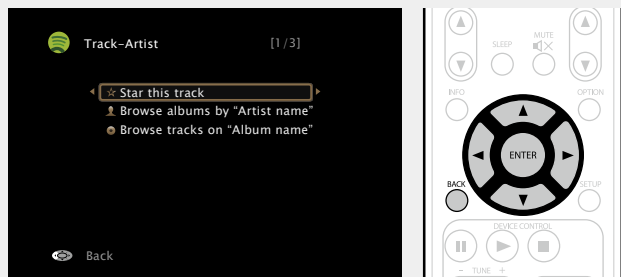 Track–Artist [1/3]
☆ Star this track
Browse albums by “Artist name”
Browse tracks on “Album name”
Back
SLEEP MUTE
INFO OPTION
ENTER
BACK SETUP
DEVICE CONTROL
– TUNE +